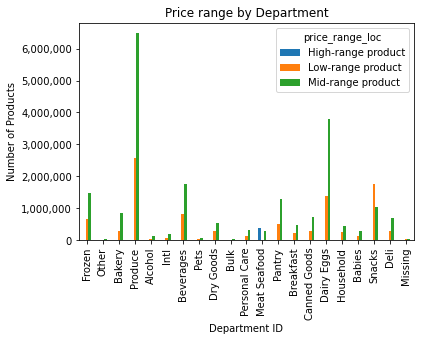 Price range by Department
price_range_loc
High-range product
Low-range product
Mid-range product
Number of Products
6,000,000
5,000,000
4,000,000
3,000,000
2,000,000
1,000,000
0
Frozen
Other
Bakery
Produce
Alcohol
Intl
Beverages
Pets
Dry Goods
Bulk
Personal Care
Meat Seafood
Pantry
Breakfast
Canned Goods
Dairy Eggs
Household
Babies
Snacks
Deli
Missing
Department ID